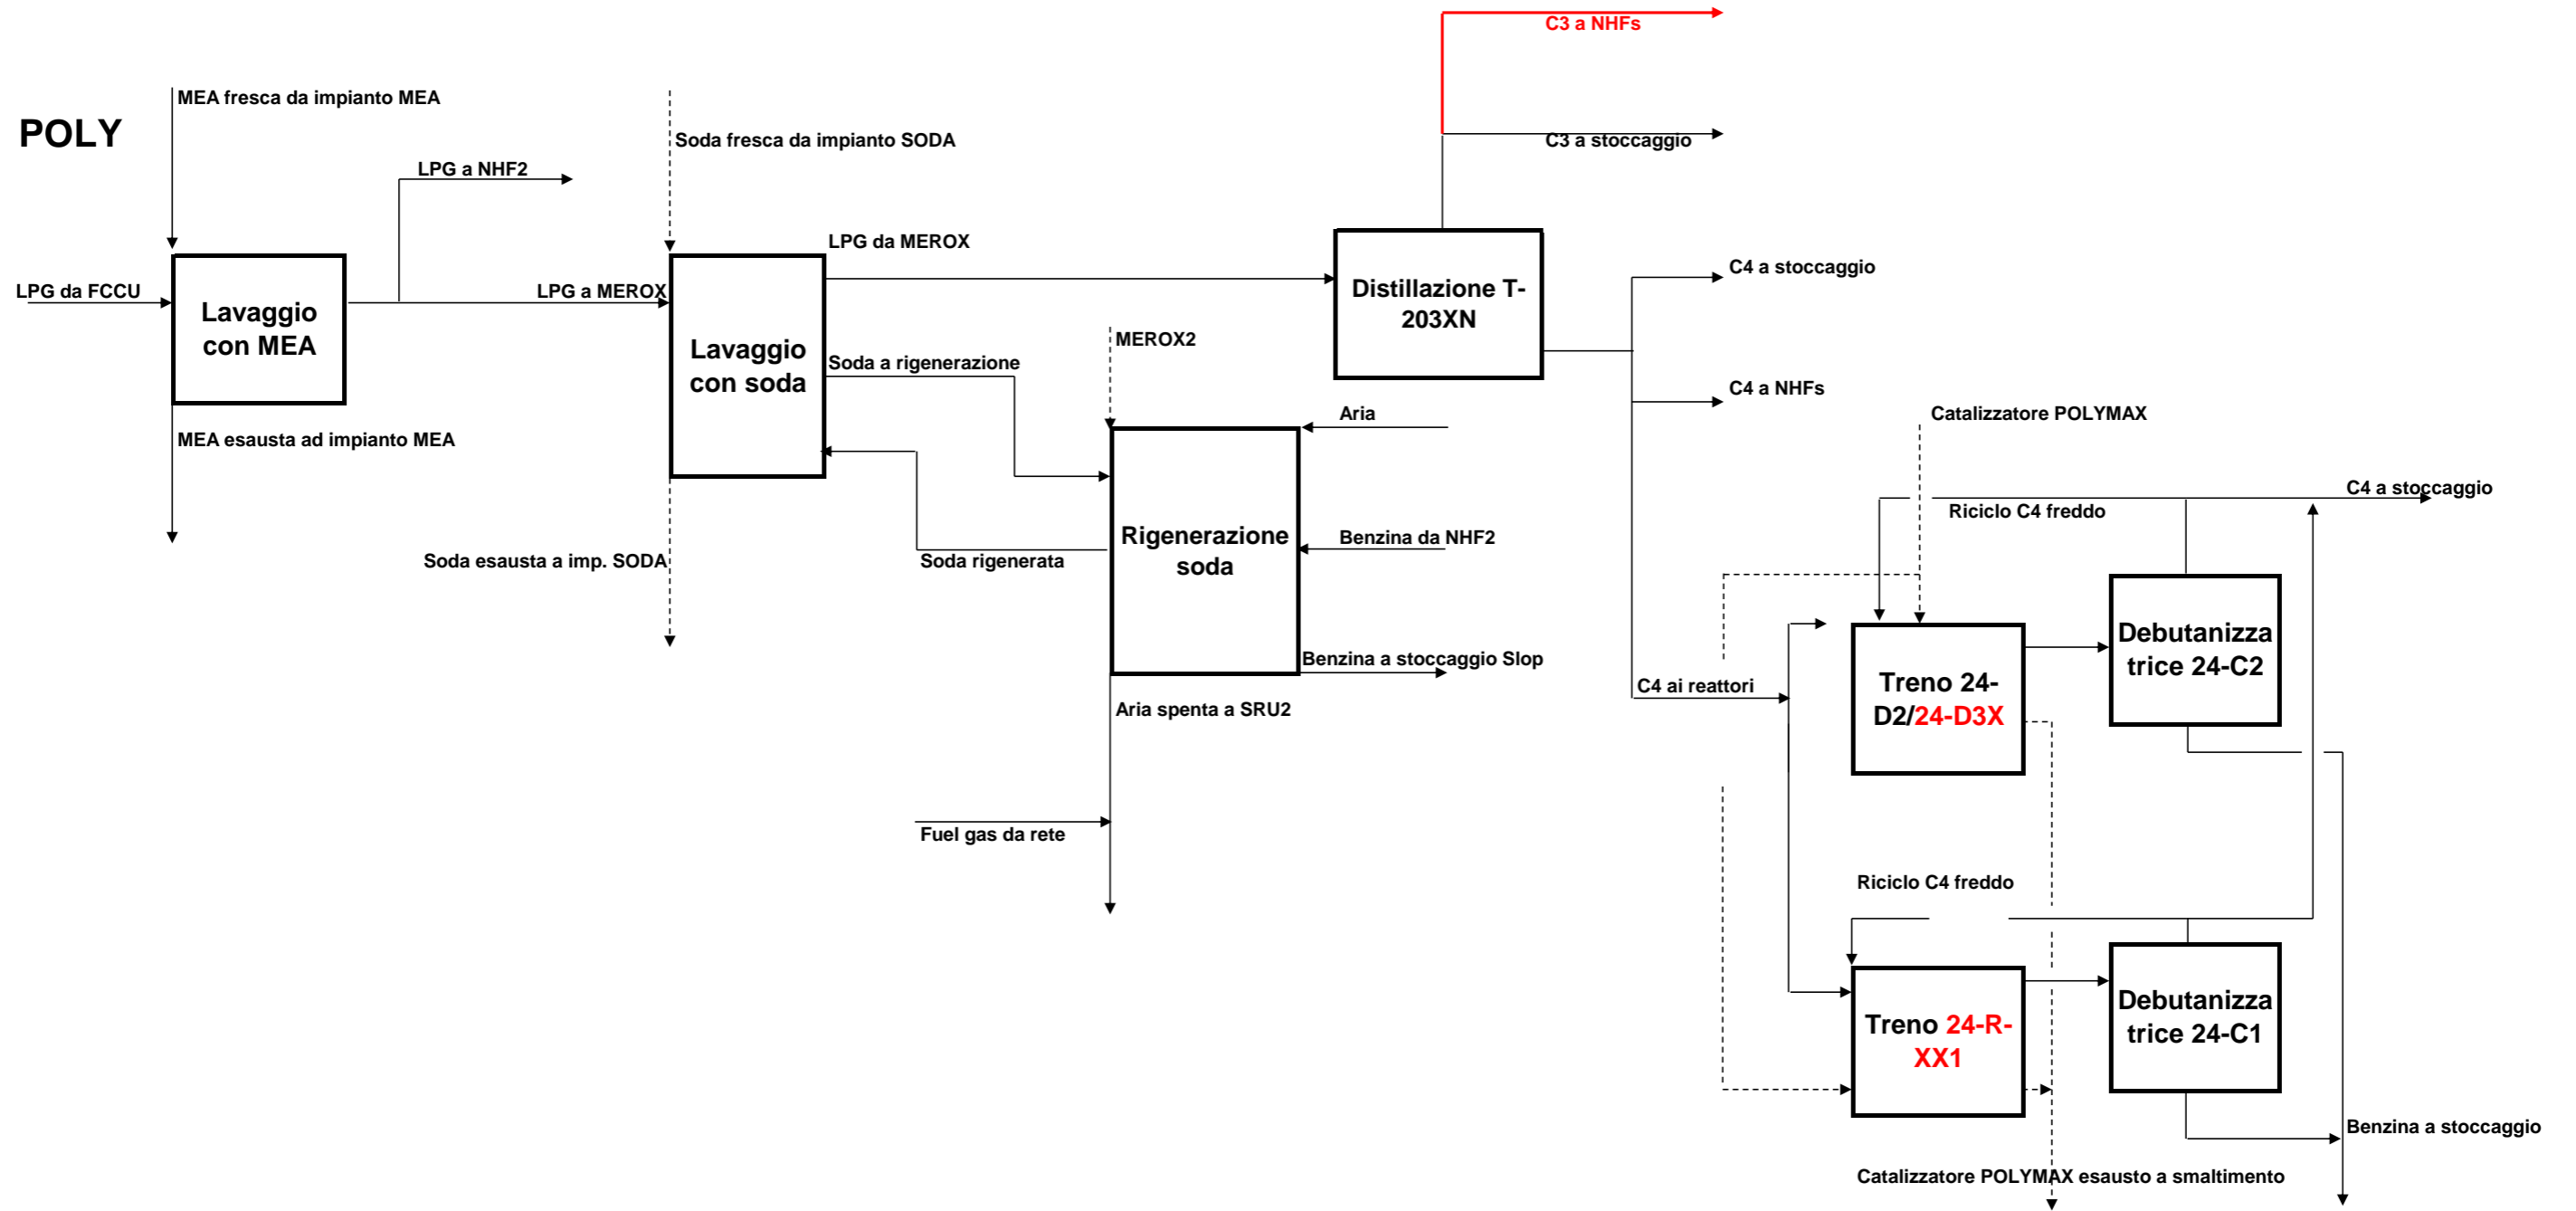 C3 a NHFs
MEA fresca da impianto MEA
POLY
Soda fresca da impianto SODA
C3 a stoccaggio
LPG a NHF2
LPG da MEROX
C4 a stoccaggio
LPG da FCCU
LPG a MEROX
Lavaggio
con MEA
Distillazione T-
203XN
MEROX2
Lavaggio
con soda
Soda a rigenerazione
C4 a NHFs
Aria
Catalizzatore POLYMAX
MEA esausta ad impianto MEA
C4 a stoccaggio
Riciclo C4 freddo
Rigenerazione
soda
Benzina da NHF2
Soda esausta a imp. SODA
Soda rigenerata
Debutanizza
trice 24-C2
Benzina a stoccaggio Slop
C4 ai reattori
Treno 24-
D2/24-D3X
Aria spenta a SRU2
Fuel gas da rete
Riciclo C4 freddo
Debutanizza
trice 24-C1
Treno 24-R-
XX1
Benzina a stoccaggio
Catalizzatore POLYMAX esausto a smaltimento